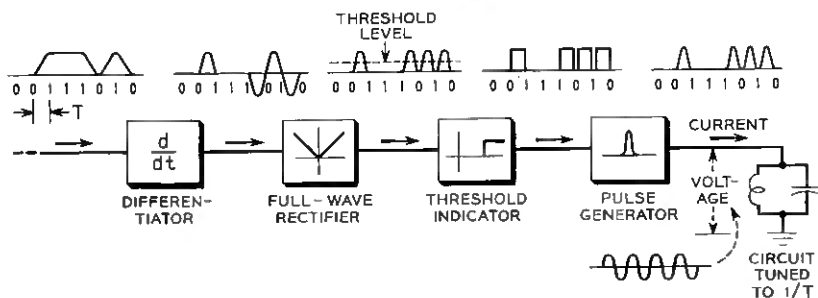 THRESHOLD
LEVEL
0 0 1 1 1 0 1 0
0 0 1 1 1 0 1 0
0 0 1 1 1 0 1 0
0 0 1 1 1 0 1 0
0 0 1 1 1 0 1 0
T
d
dt
CURRENT
DIFFEREN-
TIATOR
FULL-WAVE
RECTIFIER
THRESHOLD
INDICATOR
PULSE
GENERATOR
VOLT-
AGE
CIRCUIT
TUNED
TO 1/T